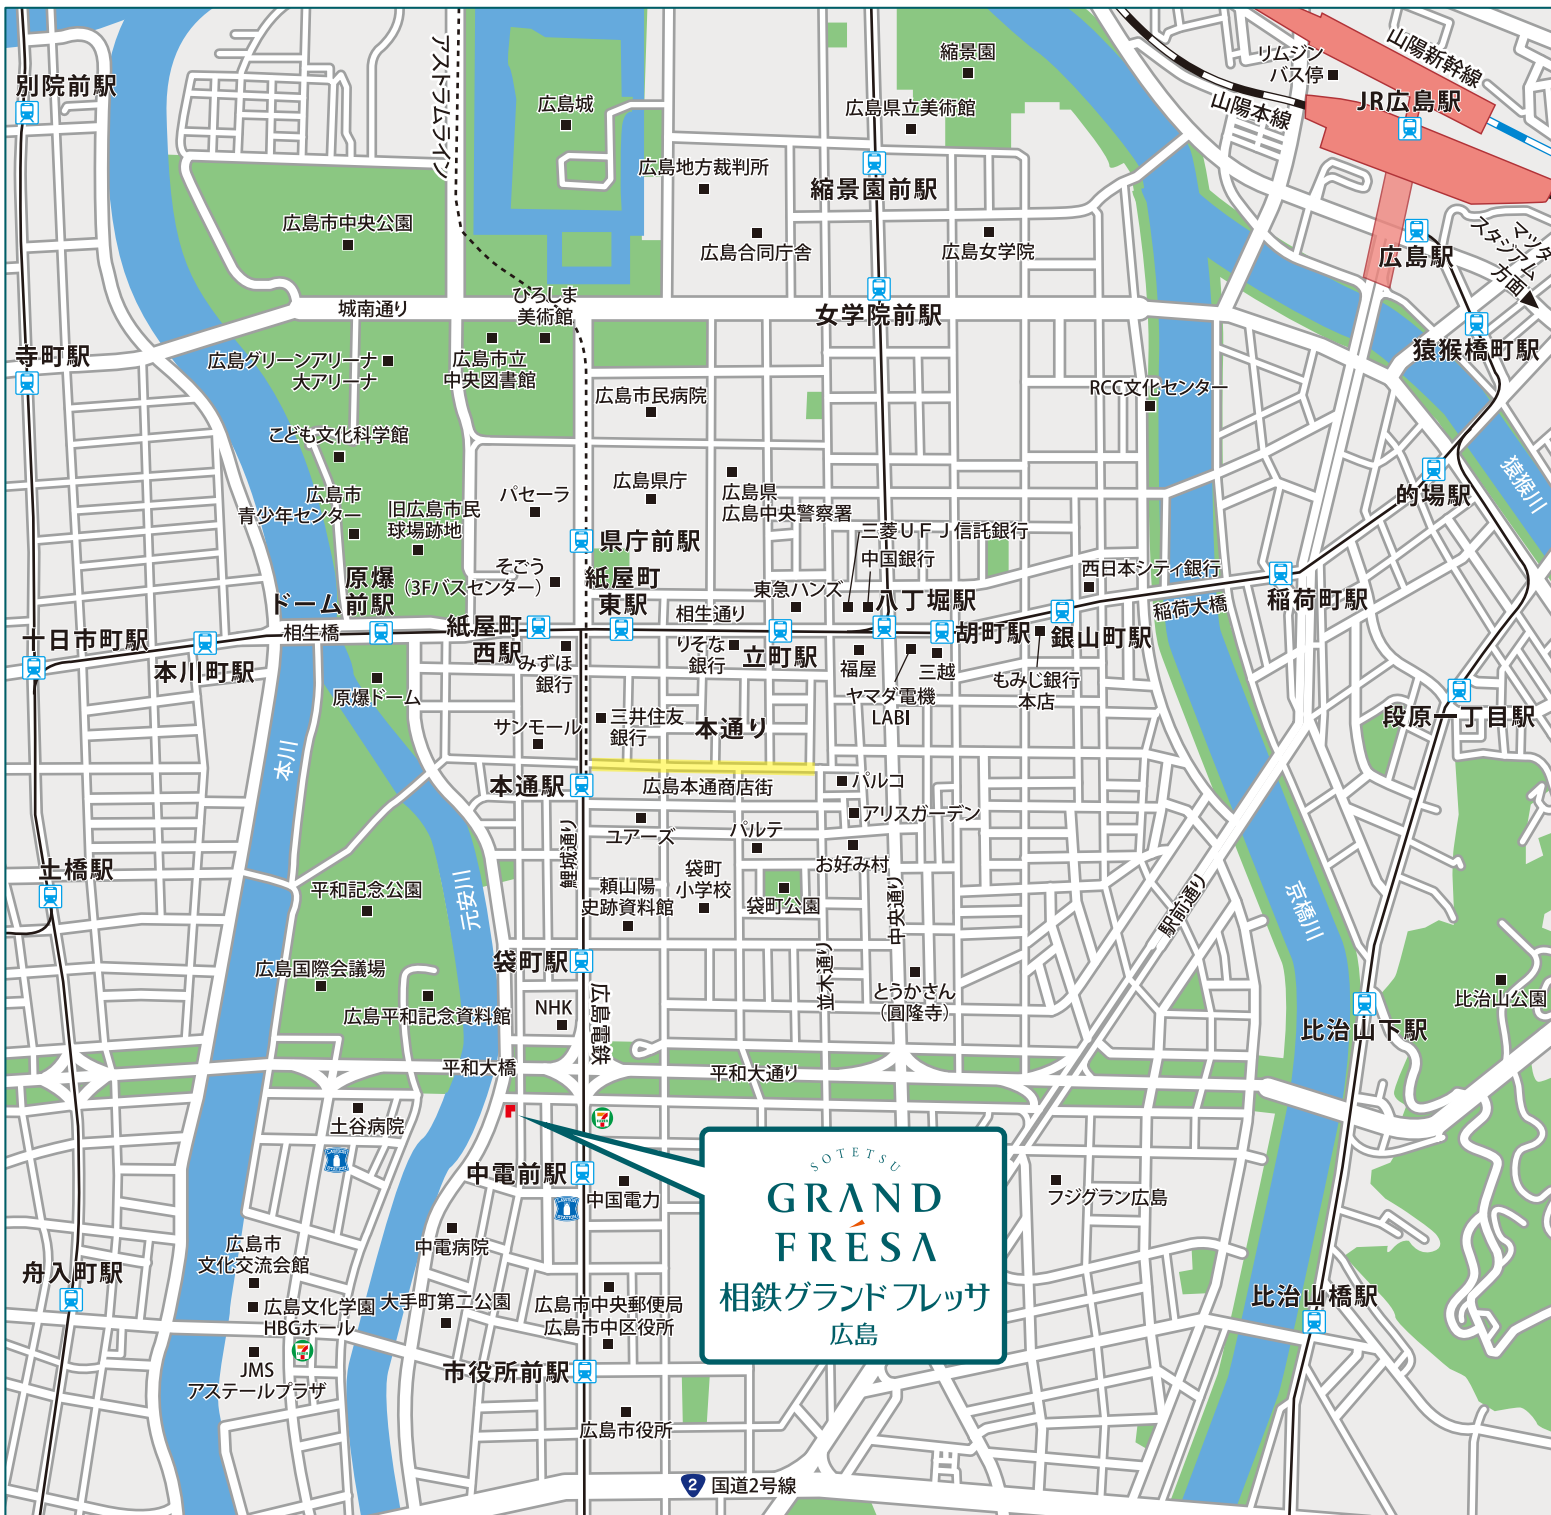 別院前駅
アストラムライン
広島城
縮景園
広島県立美術館
リムジン
バス停
山陽新幹線
山陽本線
JR広島駅
広島地方裁判所
縮景園前駅
広島市中央公園
広島合同庁舎
広島女学院
広島駅
マツダ
スタジアム
方面
城南通り
ひろしま
美術館
女学院前駅
猿猴橋町駅
寺町駅
広島グリーンアリーナ
大アリーナ
広島市立
中央図書館
広島市民病院
RCC文化センター
こども文化科学館
広島市
青少年センター
旧広島市民
球場跡地
パセーラ
広島県庁
広島県
広島中央警察署
的場駅
猿猴川
県庁前駅
三菱UFJ信託銀行
中国銀行
そごう
(3Fバスセンター)
紙屋町
東駅
東急ハンズ
八丁堀駅
西日本シティ銀行
稲荷大橋
稲荷町駅
原爆
ドーム前駅
相生橋
相生通り
紙屋町
西駅
十日市町駅
本川町駅
みずほ
銀行
りそな
銀行
立町駅
福屋
三越
胡町駅
銀山町駅
ヤマダ電機
LABI
もみじ銀行
本店
原爆ドーム
サンモール
三井住友
銀行
本通り
段原一丁目駅
本川
本通駅
広島本通商店街
パルコ
アリスガーデン
ユアーズ
パルテ
お好み村
鯉城通り
土橋駅
平和記念公園
元安川
頼山陽
史跡資料館
袋町
小学校
袋町公園
中央通り
駅前通り
京橋川
広島国際会議場
袋町駅
並木通り
とうかさん
(圓隆寺)
広島平和記念資料館
NHK
広島電鉄
比治山公園
比治山下駅
平和大橋
平和大通り
土谷病院
中電前駅
中国電力
SOTETSU
GRAND
FRÉSA
相鉄グランドフレッサ
広島
フジグラン広島
中電病院
広島市
文化交流会館
舟入町駅
広島文化学園
HBGホール
大手町第二公園
広島市中央郵便局
広島市中区役所
比治山橋駅
JMS
アステールプラザ
市役所前駅
広島市役所
2
国道2号線